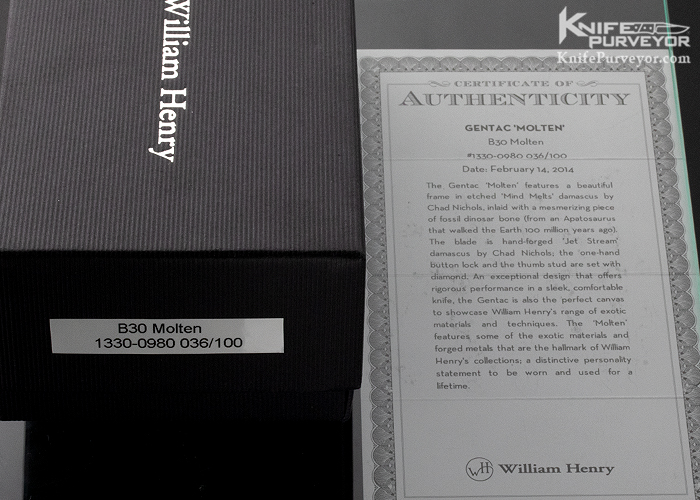 William Henry
B30 Molten
1330-0980 036/100
KNIFE
PURVEYOR
KnifePurveyor.com
CERTIFICATE OF
AUTHENTICITY
GENTAC 'MOLTEN'
B30 Molten
#1330-0980 036/100
Date: February 14, 2014
The Gentac 'Molten' features a beautiful
frame in etched 'Mind Melts' damascus by
Chad Nichols, inlaid with a mesmerizing piece
of fossil dinosar bone (from an Apatosaurus
that walked the Earth 100 million years ago).
The blade is hand-forged 'Jet Stream'
damascus by Chad Nichols; the one-hand
button lock and the thumb stud are set with
diamond. An exceptional design that offers
rigorous performance in a sleek, comfortable
knife, the Gentac is also the perfect canvas
to showcase William Henry's range of exotic
materials and techniques. The 'Molten'
features some of the exotic materials and
forged metals that are the hallmark of William
Henry's collections; a distinctive personality
statement to be worn and used for a
lifetime.
WH William Henry